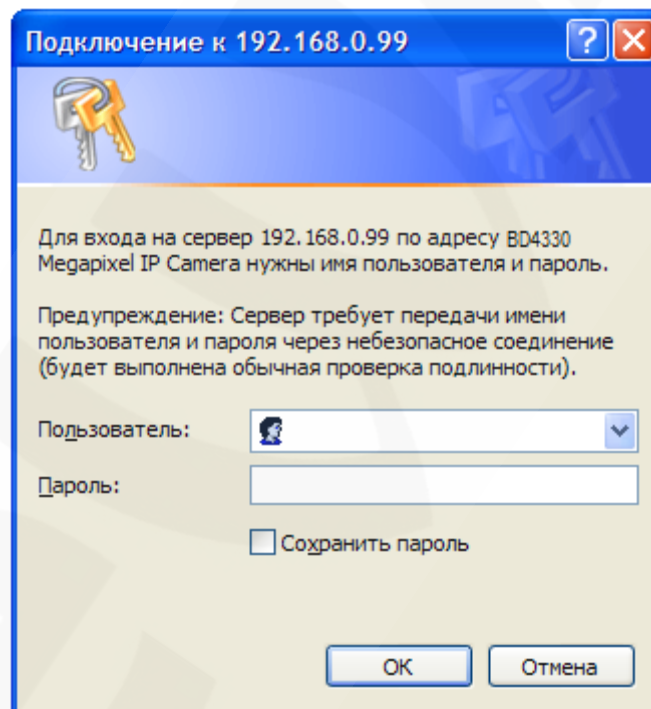 Подключение к 192.168.0.99
Для входа на сервер 192.168.0.99 по адресу BD4330
Megapixel IP Camera нужны имя пользователя и пароль.
Предупреждение: Сервер требует передачи имени
пользователя и пароля через небезопасное соединение
(будет выполнена обычная проверка подлинности).
Пользователь:
Пароль:
Сохранить пароль
OK
Отмена